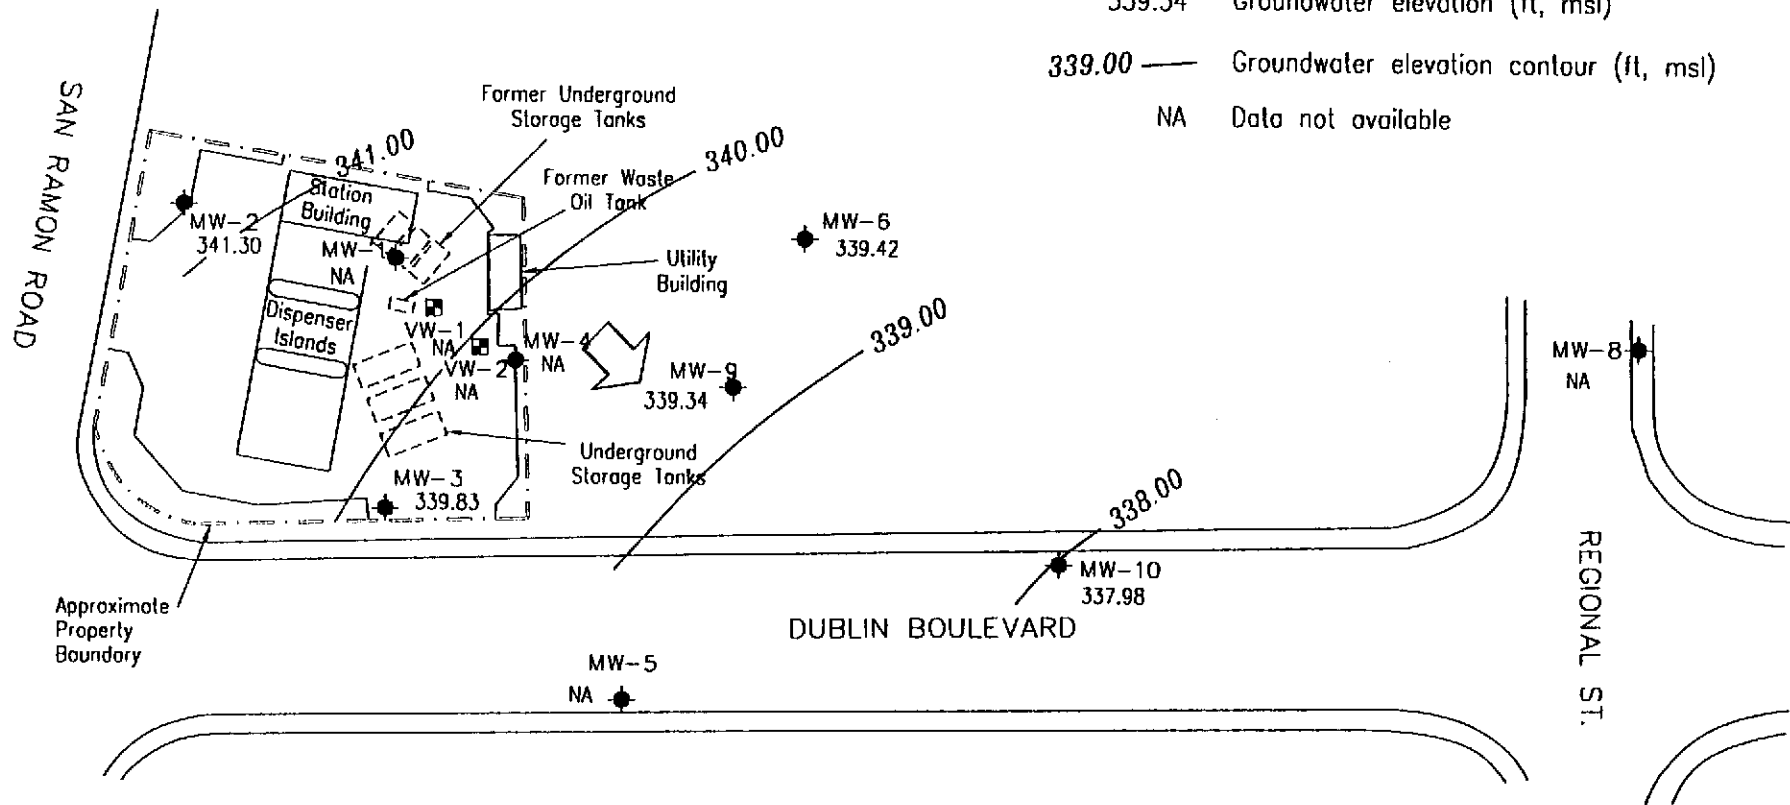 339.34 Groundwater elevation (ft, msl)
339.00 Groundwater elevation contour (ft, msl)
NA Data not available
SAN RAMON ROAD
Former Underground
Storage Tanks
341.00
340.00
Station
Building
Former Waste
Oil Tank
MW-2
341.30
MW-1
NA
MW-6
339.42
Utility
Building
Dispenser
Islands
VW-1
NA
VW-2
NA
MW-4
NA
339.00
MW-9
339.34
MW-8
NA
Underground
Storage Tanks
MW-3
339.83
338.00
MW-10
337.98
Approximate
Property
Boundary
DUBLIN BOULEVARD
REGIONAL ST.
MW-5
NA